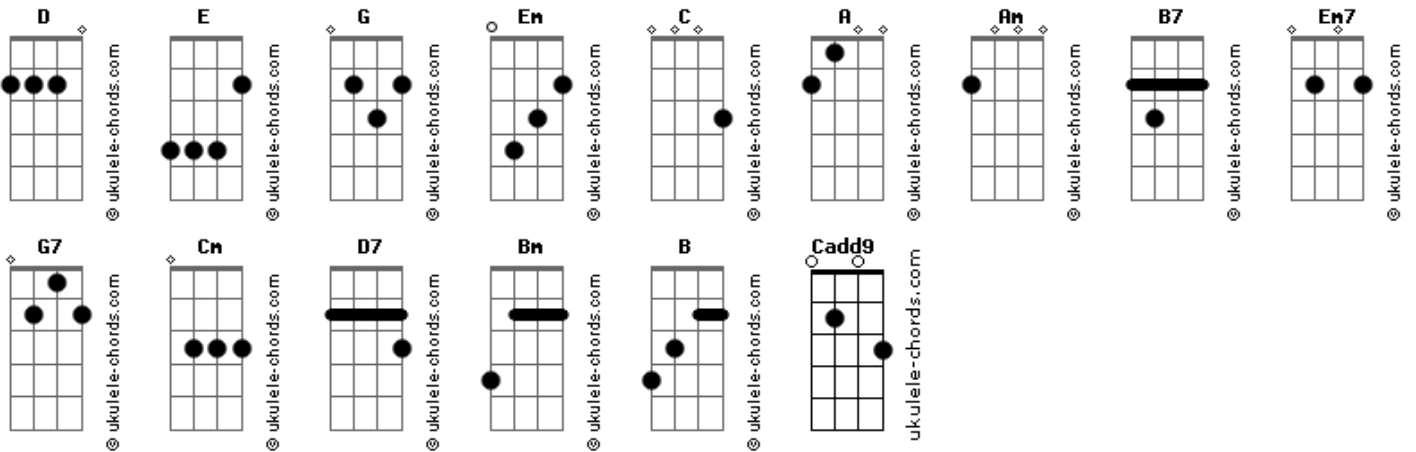 D E G Em C A Am B7 Em7
© ukulele-chords.com © ukulele-chords.com © ukulele-chords.com © ukulele-chords.com © ukulele-chords.com © ukulele-chords.com © ukulele-chords.com © ukulele-chords.com © ukulele-chords.com
G7 Cm D7 Bm B Cadd9
© ukulele-chords.com © ukulele-chords.com © ukulele-chords.com © ukulele-chords.com © ukulele-chords.com ukulele-chords.com